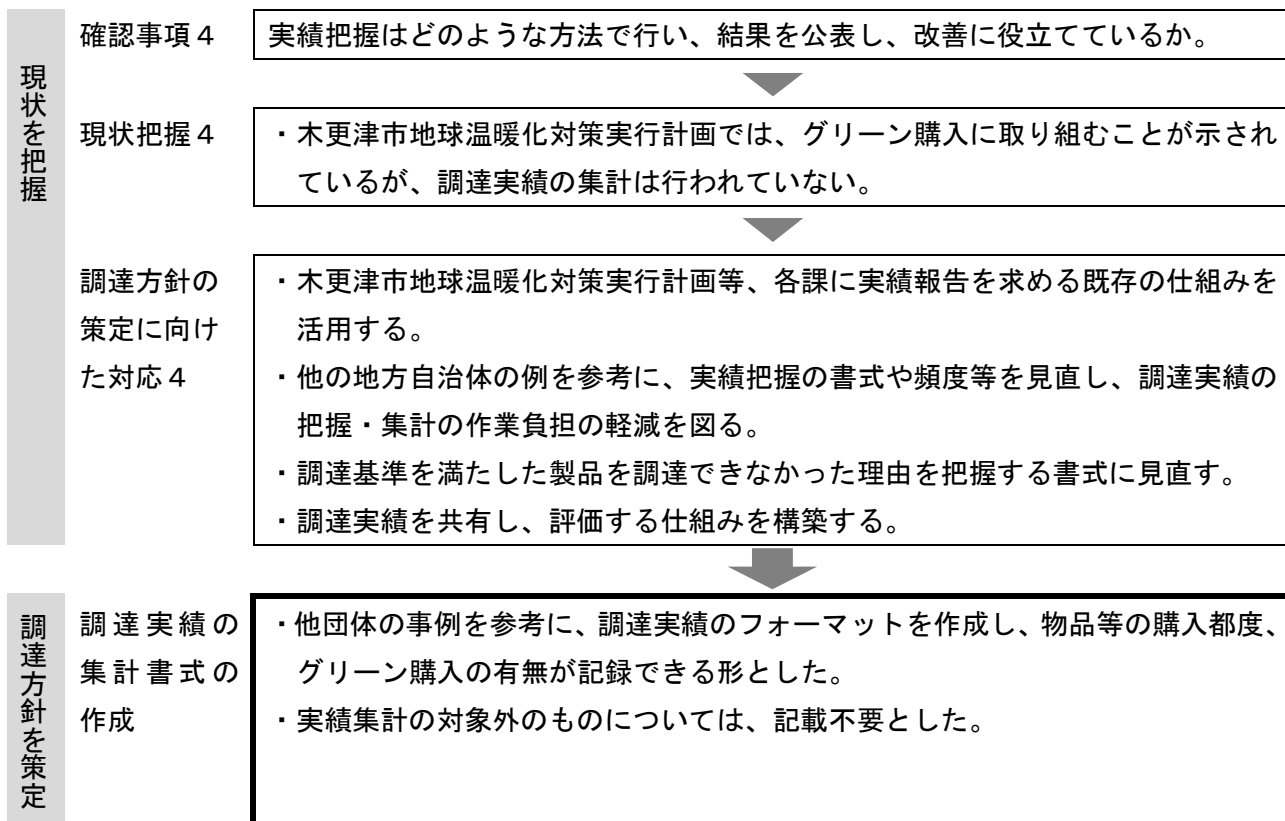 現状を把握
確認事項４
実績把握はどのような方法で行い、結果を公表し、改善に役立てているか。
現状把握４
・木更津市地球温暖化対策実行計画では、グリーン購入に取り組むことが示され
ているが、調達実績の集計は行われていない。
調達方針の
策定に向け
た対応４
・木更津市地球温暖化対策実行計画等、各課に実績報告を求める既存の仕組みを
活用する。
・他の地方自治体の例を参考に、実績把握の書式や頻度等を見直し、調達実績の
把握・集計の作業負担の軽減を図る。
・調達基準を満たした製品を調達できなかった理由を把握する書式に見直す。
・調達実績を共有し、評価する仕組みを構築する。
調達方針を策定
調達実績の
集計書式の
作成
・他団体の事例を参考に、調達実績のフォーマットを作成し、物品等の購入都度、
グリーン購入の有無が記録できる形とした。
・実績集計の対象外のものについては、記載不要とした。